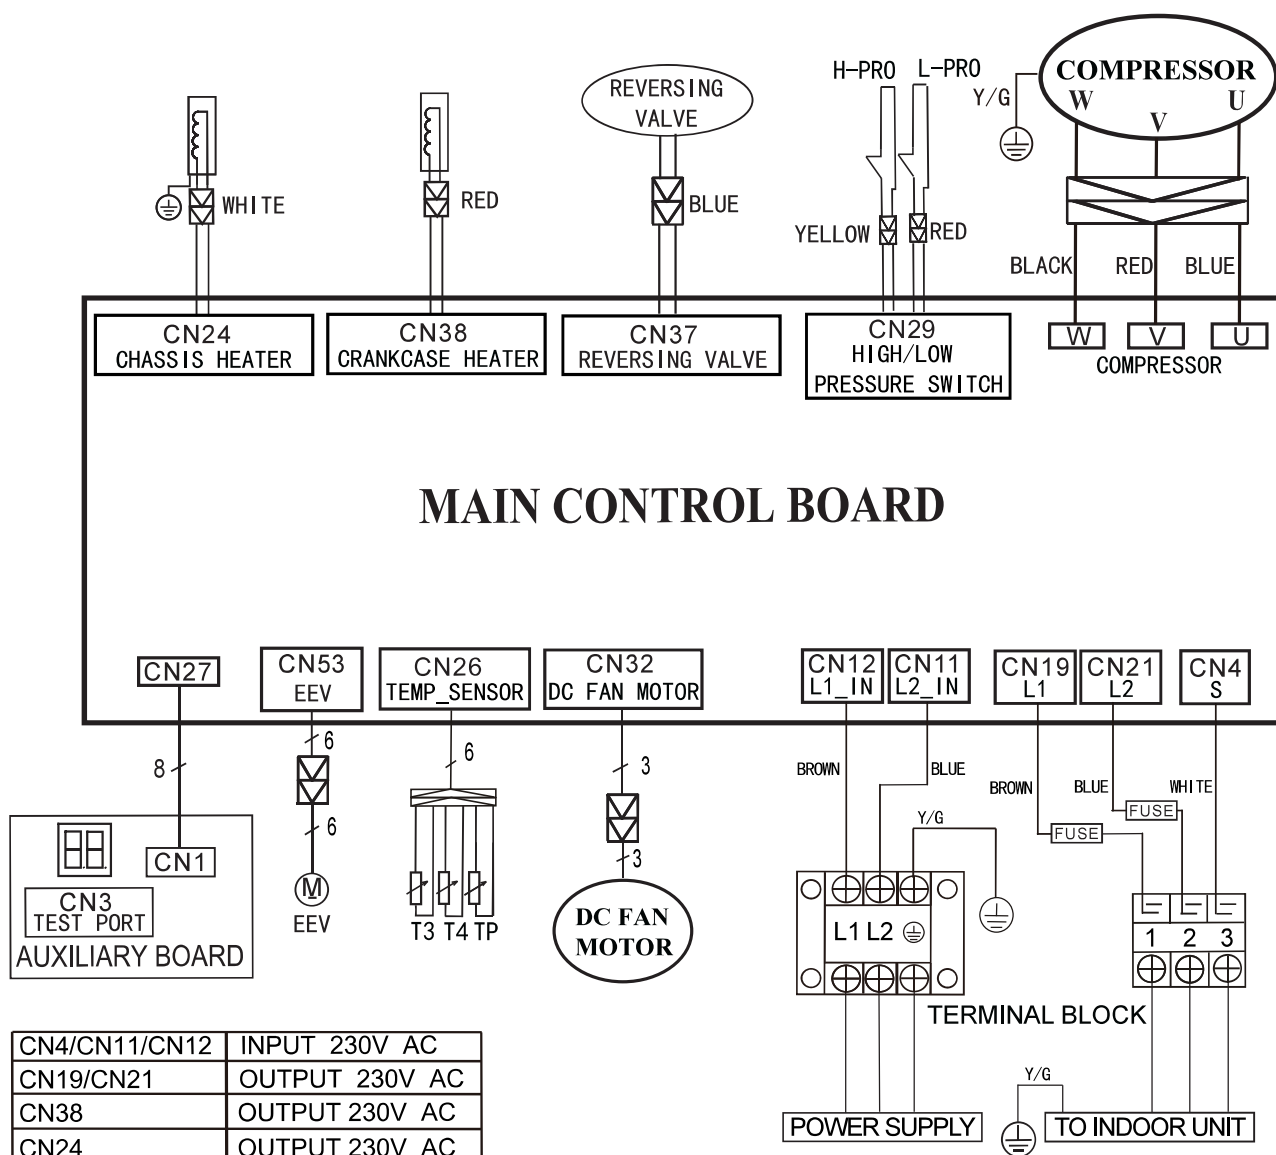 H-PRO L-PRO
COMPRESSOR
W V U
Y/G
REVERSING
VALVE
WHITE
RED
BLUE
YELLOW
RED
BLACK
RED
BLUE
CN24
CHASSIS HEATER
CN38
CRANKCASE HEATER
CN37
REVERSING VALVE
CN29
HIGH/LOW
PRESSURE SWITCH
W V U
COMPRESSOR
MAIN CONTROL BOARD
CN27
CN53
EEV
CN26
TEMP_SENSOR
CN32
DC FAN MOTOR
CN12
L1_IN
CN11
L2_IN
CN19
L1
CN21
L2
CN4
S
8
6
6
6
3
3
BROWN
BLUE
BROWN
BLUE
WHITE
Y/G
FUSE
FUSE
CN1
CN3
TEST PORT
AUXILIARY BOARD
M
EEV
T3 T4 TP
DC FAN
MOTOR
L1 L2
1 2 3
TERMINAL BLOCK
Y/G
POWER SUPPLY
TO INDOOR UNIT
CN4/CN11/CN12 INPUT 230V AC
CN19/CN21 OUTPUT 230V AC
CN38 OUTPUT 230V AC
CN24 OUTPUT 230V AC